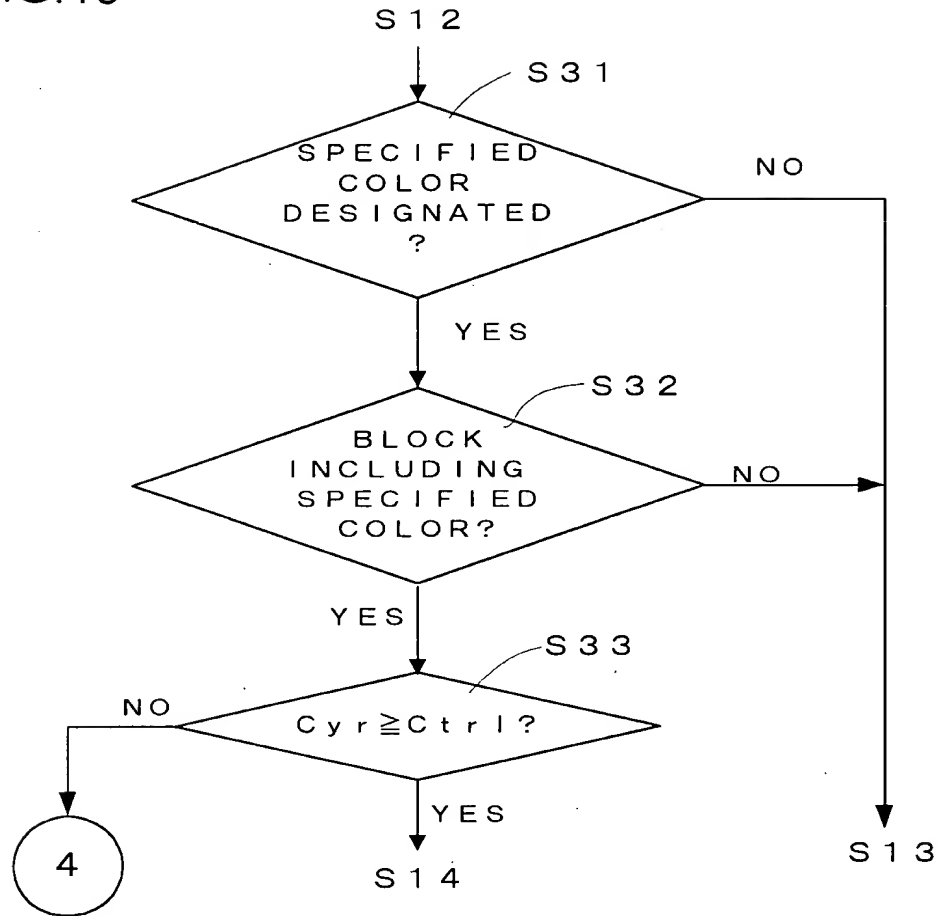 S12
S31
SPECIFIED
COLOR
DESIGNATED
?
NO
YES
S32
BLOCK
INCLUDING
SPECIFIED
COLOR?
NO
YES
S33
Cyr≧Ctrl?
NO
YES
4
S14
S13